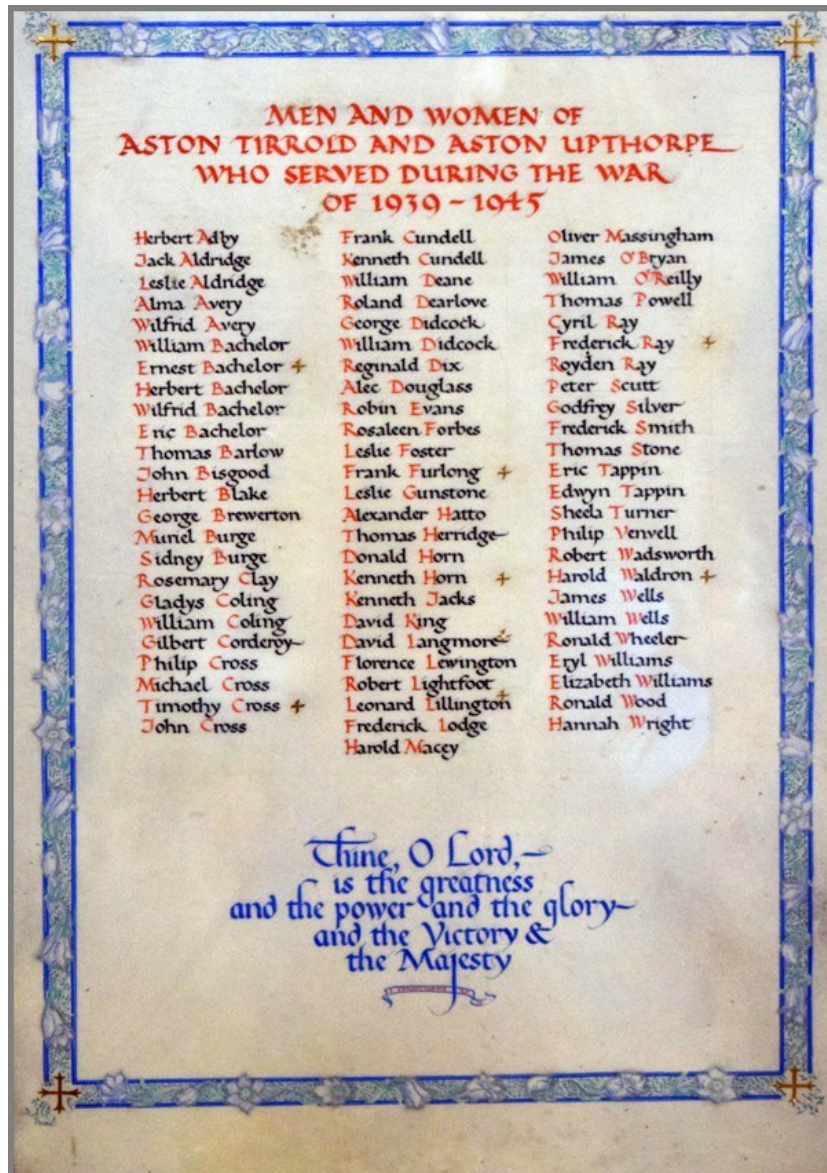 MEN AND WOMEN OF
ASTON TIRROLD AND ASTON UPTHORPE
WHO SERVED DURING THE WAR
OF 1939 ~ 1945
Herbert Adby
Jack Aldridge
Leslie Aldridge
Alma Avery
Wilfrid Avery
William Bachelor
Ernest Bachelor +
Herbert Bachelor
Wilfrid Bachelor
Eric Bachelor
Thomas Barlow
John Bisgood
Herbert Blake
George Brewerton
Muriel Burge
Sidney Burge
Rosemary Clay
Gladys Coling
William Coling
Gilbert Corderoy
Philip Cross
Michael Cross
Timothy Cross +
John Cross
Frank Cundell
Kenneth Cundell
William Deane
Roland Dearlove
George Didcock
William Didcock
Reginald Dix
Alec Douglass
Robin Evans
Rosaleen Forbes
Leslie Foster
Frank Furlong +
Leslie Gunstone
Alexander Hatto
Thomas Herridge
Donald Horn
Kenneth Horn +
Kenneth Jacks
David King
David Langmore +
Florence Lewington
Robert Lightfoot
Leonard Lillington +
Frederick Lodge
Harold Macey
Oliver Massingham
James O'Bryan
William O'Reilly
Thomas Powell
Cyril Ray
Frederick Ray +
Royden Ray
Peter Scutt
Godfrey Silver
Frederick Smith
Thomas Stone
Eric Tappin
Edwyn Tappin
Sheela Turner
Philip Venvell
Robert Wadsworth
Harold Waldron +
James Wells
William Wells
Ronald Wheeler
Eryl Williams
Elizabeth Williams
Ronald Wood
Hannah Wright
Thine, O Lord,
is the greatness
and the power and the glory
and the Victory &
the Majesty